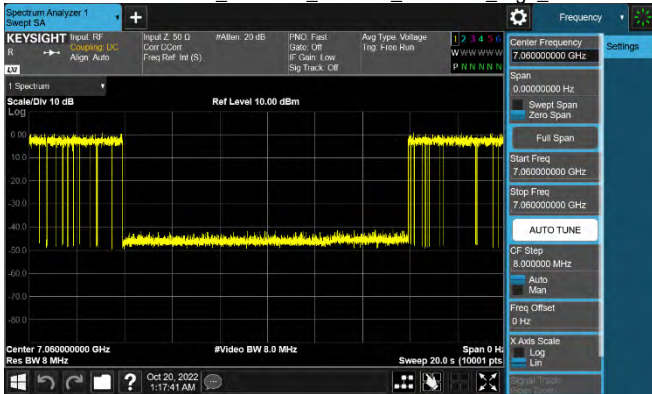 Spectrum Analyzer 1
Swept SA
+
Frequency
KEYSIGHT Input: RF
R
Coupling: DC
Align: Auto
LXI
Input Z: 50 Ω
Corr CCorr
Freq Ref: Int (S)
#Atten: 20 dB
PNO: Fast
Gate: Off
IF Gain: Low
Sig Track: Off
Avg Type: Voltage
Trig: Free Run
1 2 3 4 5 6
W W W W W W
P N N N N N
1 Spectrum
Scale/Div 10 dB
Ref Level 10.00 dBm
Log
0.00
-10.0
-20.0
-30.0
-40.0
-50.0
-60.0
-70.0
-80.0
Center 7.060000000 GHz
#Video BW 8.0 MHz
Span 0 Hz
Res BW 8 MHz
Sweep 20.0 s (10001 pts
Oct 20, 2022
1:17:41 AM
?
Center Frequency
7.060000000 GHz
Settings
Span
0.00000000 Hz
Swept Span
Zero Span
Full Span
Start Freq
7.060000000 GHz
Stop Freq
7.060000000 GHz
AUTO TUNE
CF Step
8.000000 MHz
Auto
Man
Freq Offset
0 Hz
X Axis Scale
Log
Lin
Signal Track
(Span Zoom)